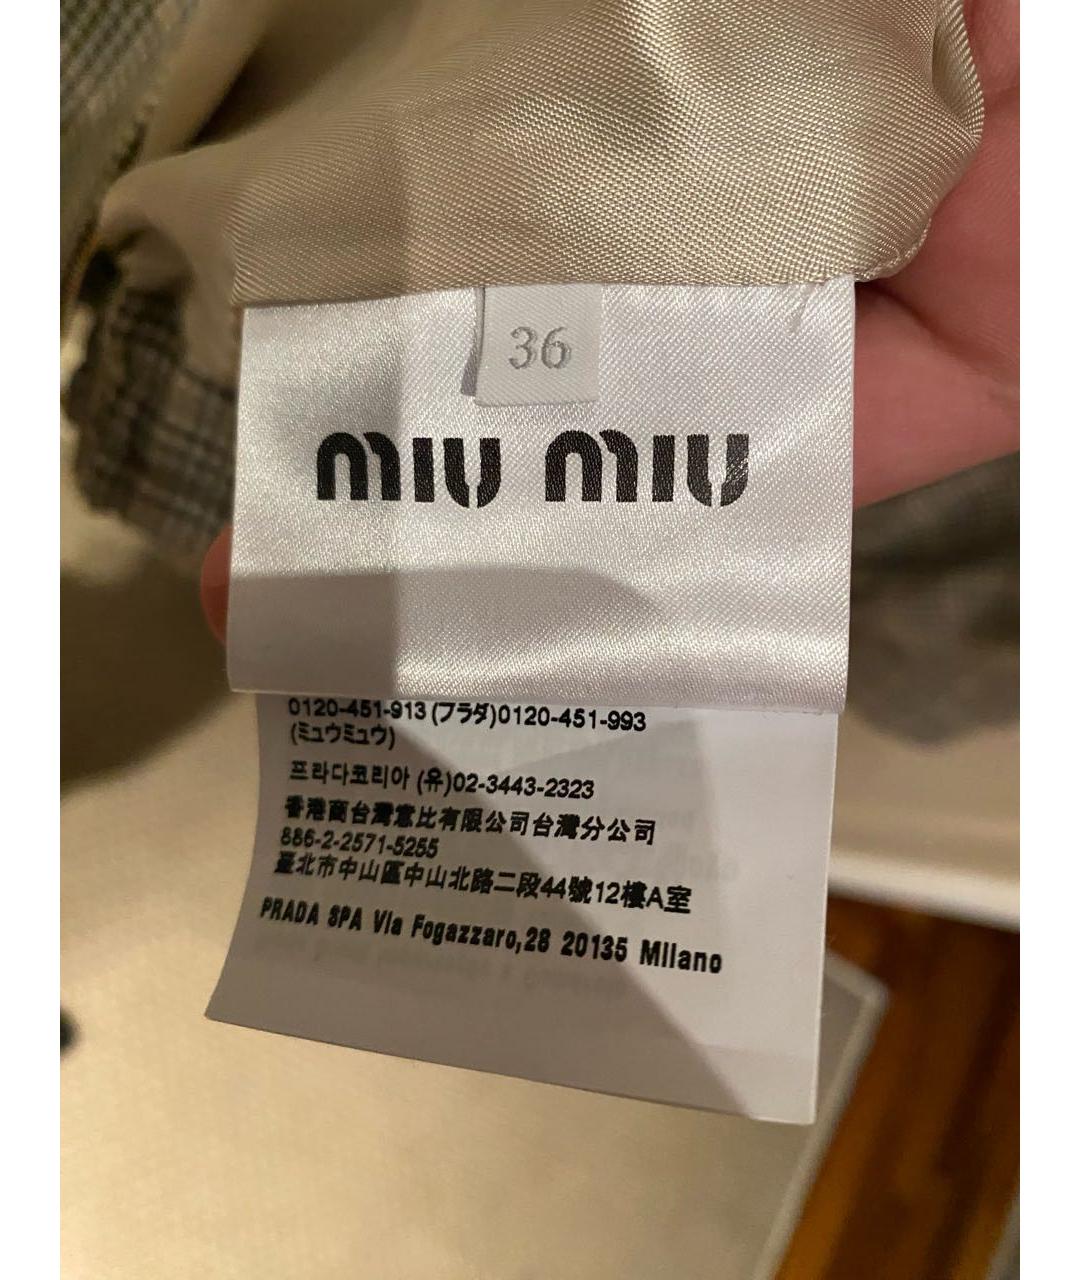 36
miu miu
0120-451-913 (プラダ)0120-451-993
(ミュウミュウ)
프라다코리아 (유)02-3443-2323
香港商台灣意比有限公司台灣分公司
886-2-2571-5255
臺北市中山區中山北路二段44號12樓A室
PRADA SPA Via Fogazzaro,28 20135 Milano